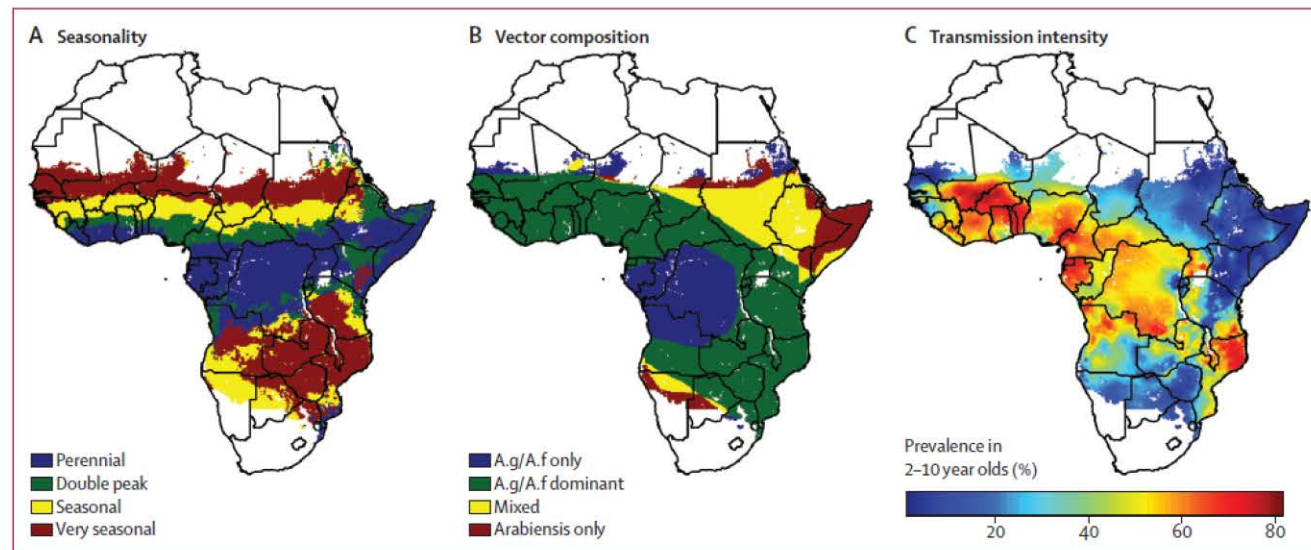 A Seasonality
B Vector composition
C Transmission intensity
Perennial
Double peak
Seasonal
Very seasonal
A.g/A.f only
A.g/A.f dominant
Mixed
Arabiensis only
Prevalence in
2–10 year olds (%)
20 40 60 80